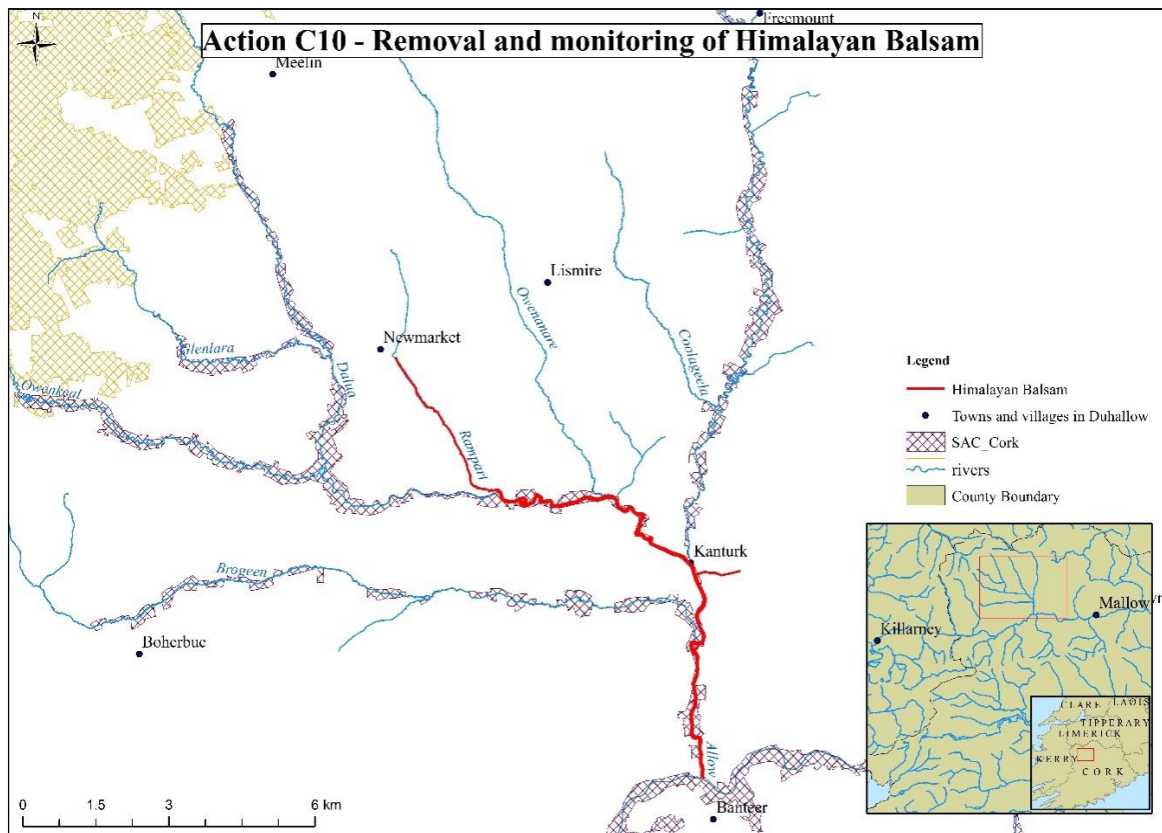 N
Freemount
Action C10 - Removal and monitoring of Himalayan Balsam
Meelin
Lismire
Owenanare
Coolageela
Newmarket
Glenlara
Dalua
Owenkeal
Rampart
Kanturk
Brogeen
Boherbue
Allow
Banteer
Legend
Himalayan Balsam
Towns and villages in Duhallow
SAC_Cork
rivers
County Boundary
Mallow
Killarney
CLARE
LAOIS
TIPPERARY
LIMERICK
KERRY
CORK
0 1.5 3 6 km